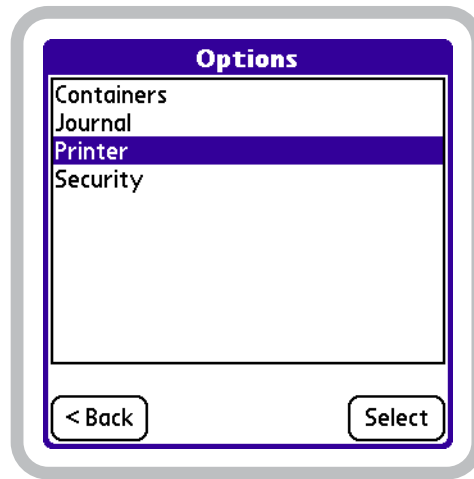 Options
Containers
Journal
Printer
Security
< Back Select